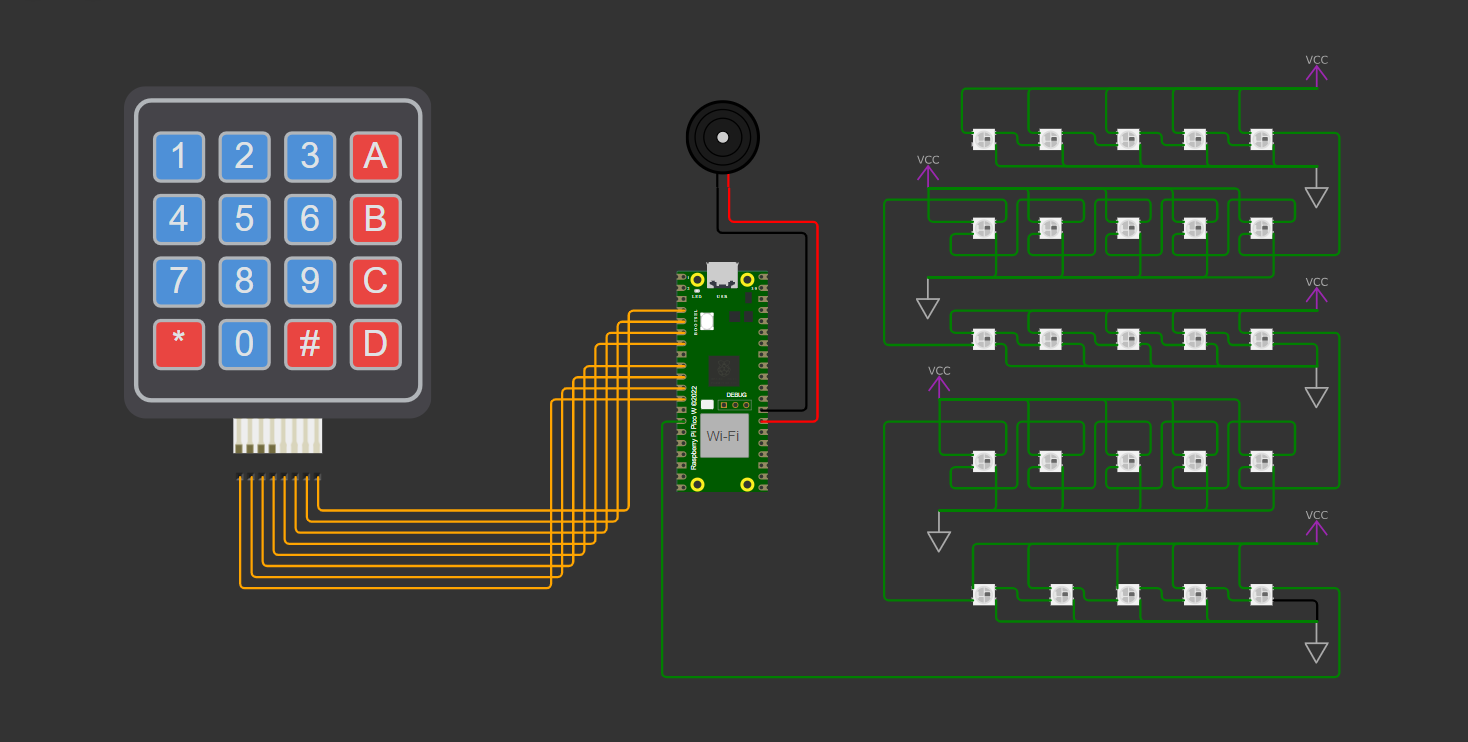 VCC
1 2 3 A
VCC
4 5 6 B
7 8 9 C
VCC
LED USB
BOOTSEL
* 0 # D
VCC
DEBUG
Raspberry Pi Pico W ©2022
Wi-Fi
VCC